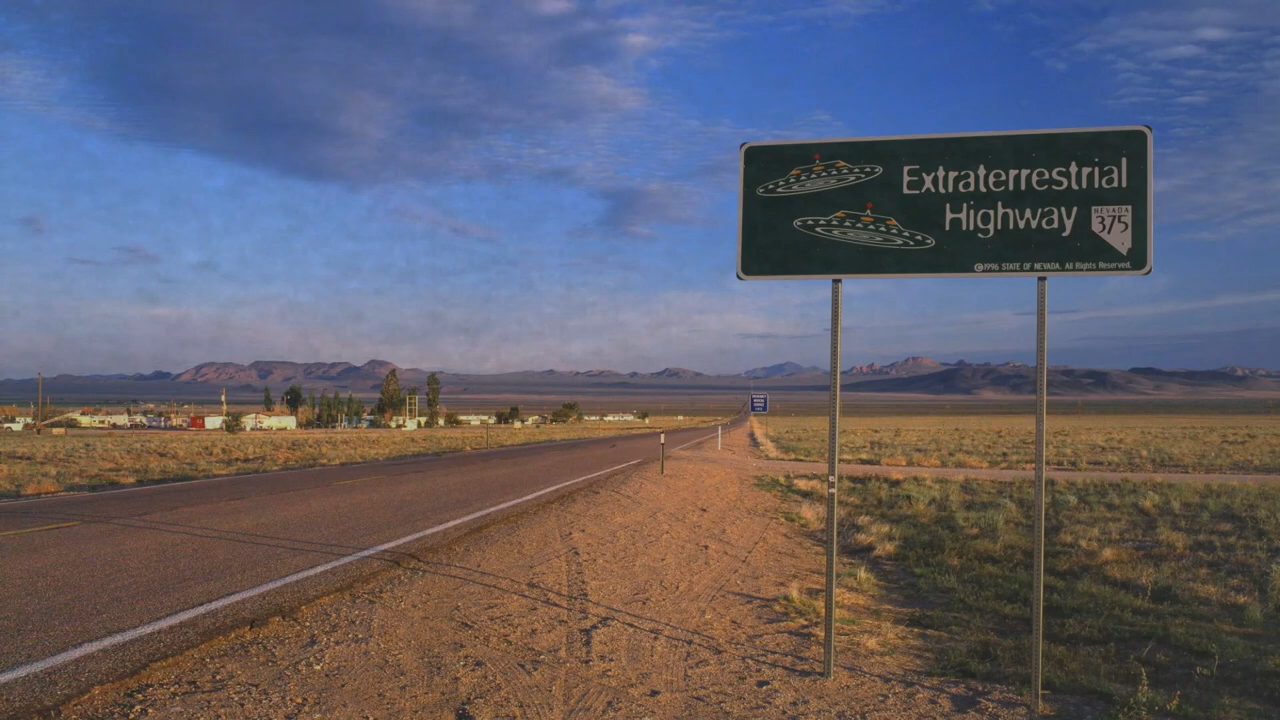 Extraterrestrial
Highway
NEVADA
375
©1996 STATE OF NEVADA. All Rights Reserved.